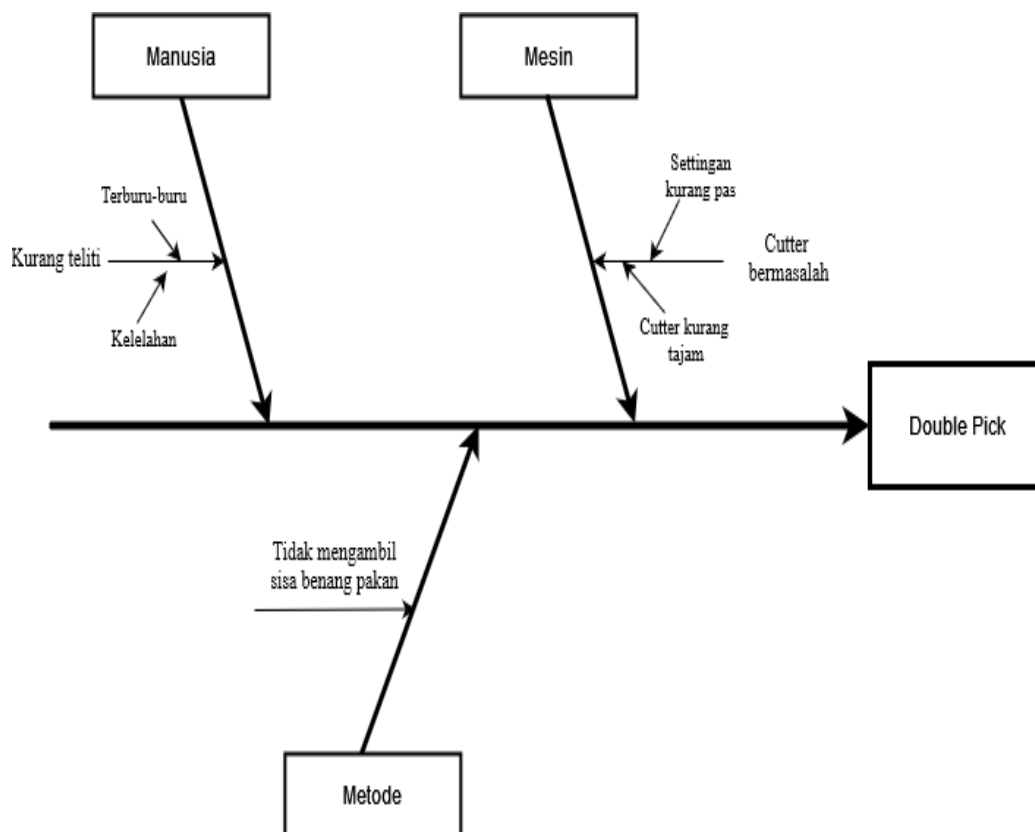 Manusia
Mesin
Terburu-buru
Kurang teliti
Kelelahan
Settingan
kurang pas
Cutter
bermasalah
Cutter kurang
tajam
Double Pick
Tidak mengambil
sisa benang pakan
Metode